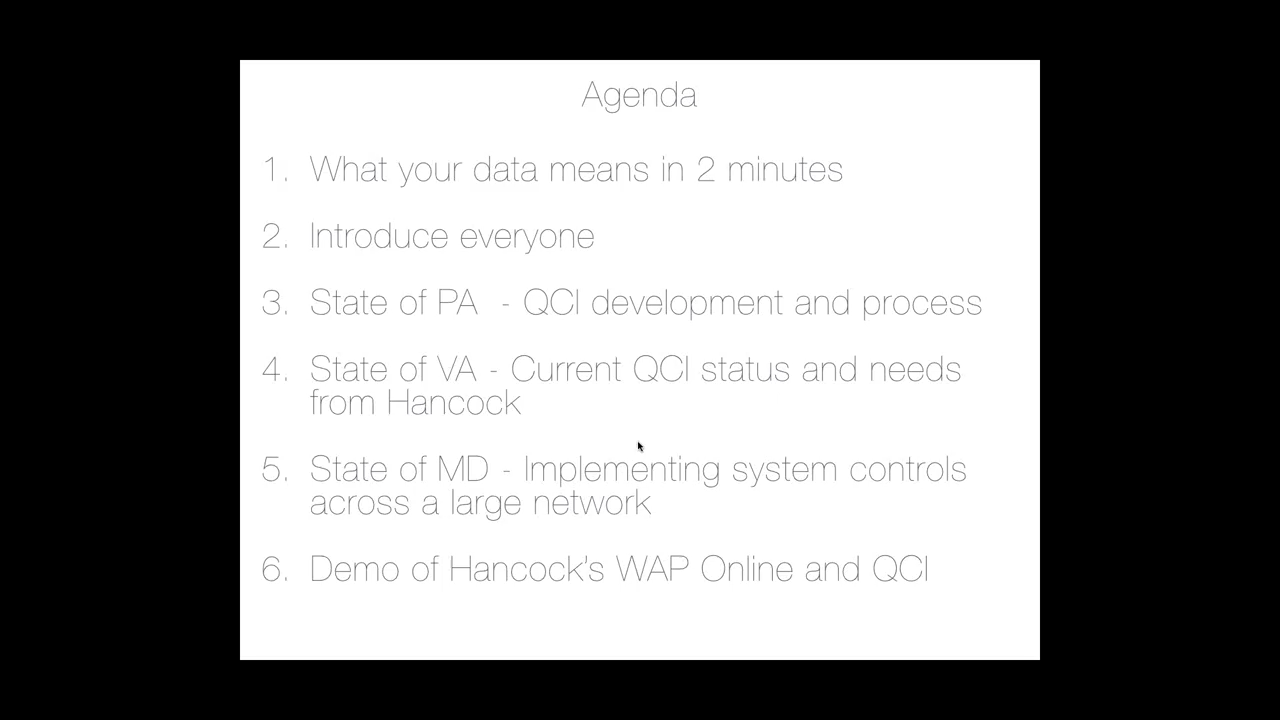 Agenda
1. What your data means in 2 minutes
2. Introduce everyone
3. State of PA - QCI development and process
4. State of VA - Current QCI status and needs
from Hancock
5. State of MD - Implementing system controls
across a large network
6. Demo of Hancock's WAP Online and QCI